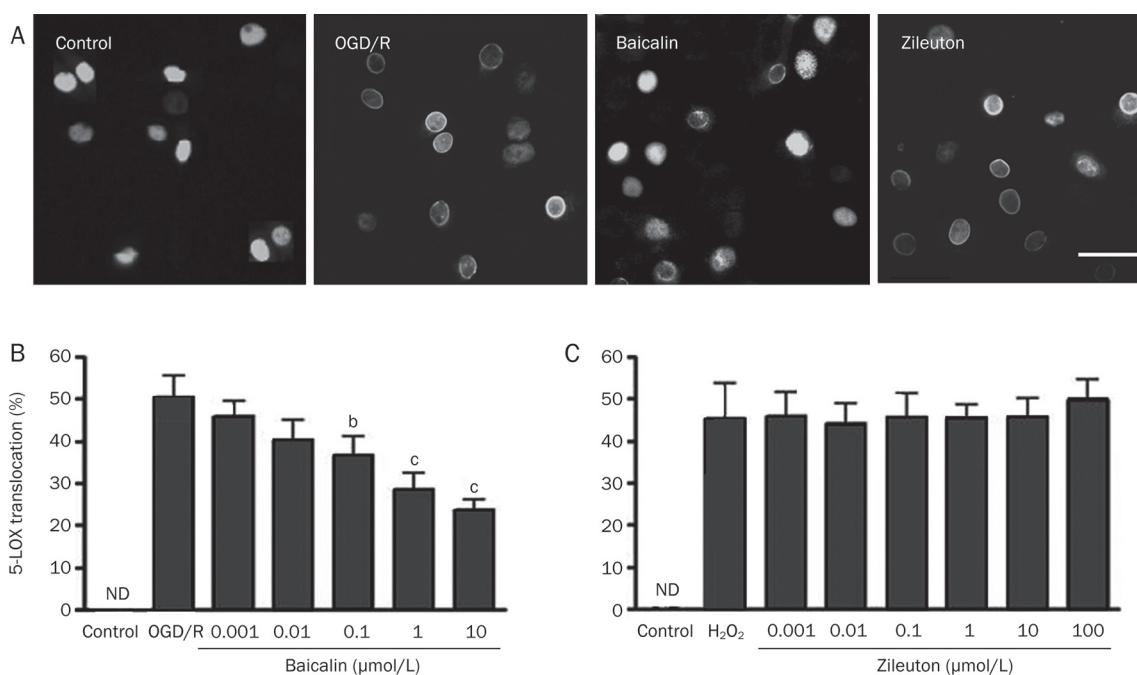 A
Control
OGD/R
Baicalin
Zileuton
B
5-LOX translocation (%)
60
50
40
30
20
10
0
ND
b
c
c
Control OGD/R 0.001 0.01 0.1 1 10
Baicalin (μmol/L)
C
60
50
40
30
20
10
0
ND
Control H₂O₂ 0.001 0.01 0.1 1 10 100
Zileuton (μmol/L)